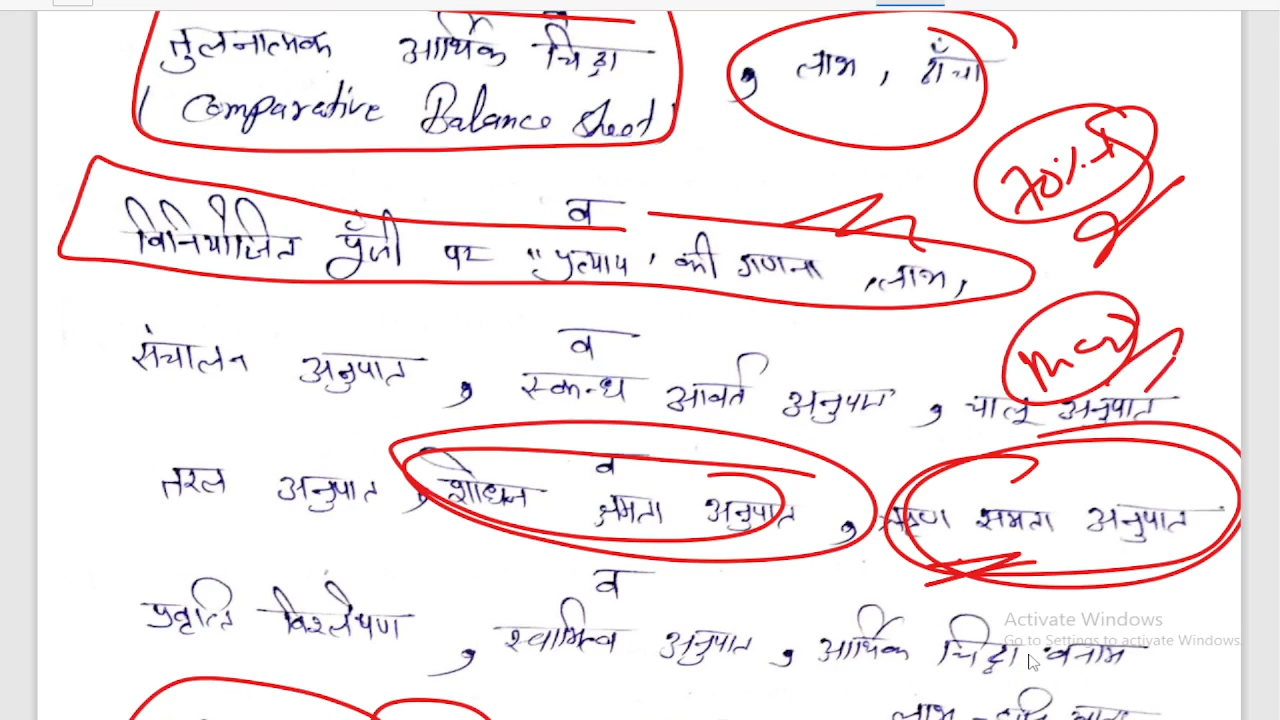 तुलनात्मक आर्थिक चिट्ठा , लाभ , ढाँचा
( Comparative Balance Sheet )
70%
व
विनियोजित पूँजी पर "प्रत्याय" की गणना , लाभ ,
व
संचालन अनुपात , स्कन्ध आवर्त अनुपात , चालू अनुपात
व
तरल अनुपात , शोधन क्षमता अनुपात , ऋण क्षमता अनुपात
व
प्रवृत्ति विश्लेषण , स्वामित्व अनुपात , आर्थिक चिट्ठा बनाम
लाभ - हानि खाता
Activate Windows
Go to Settings to activate Windows.